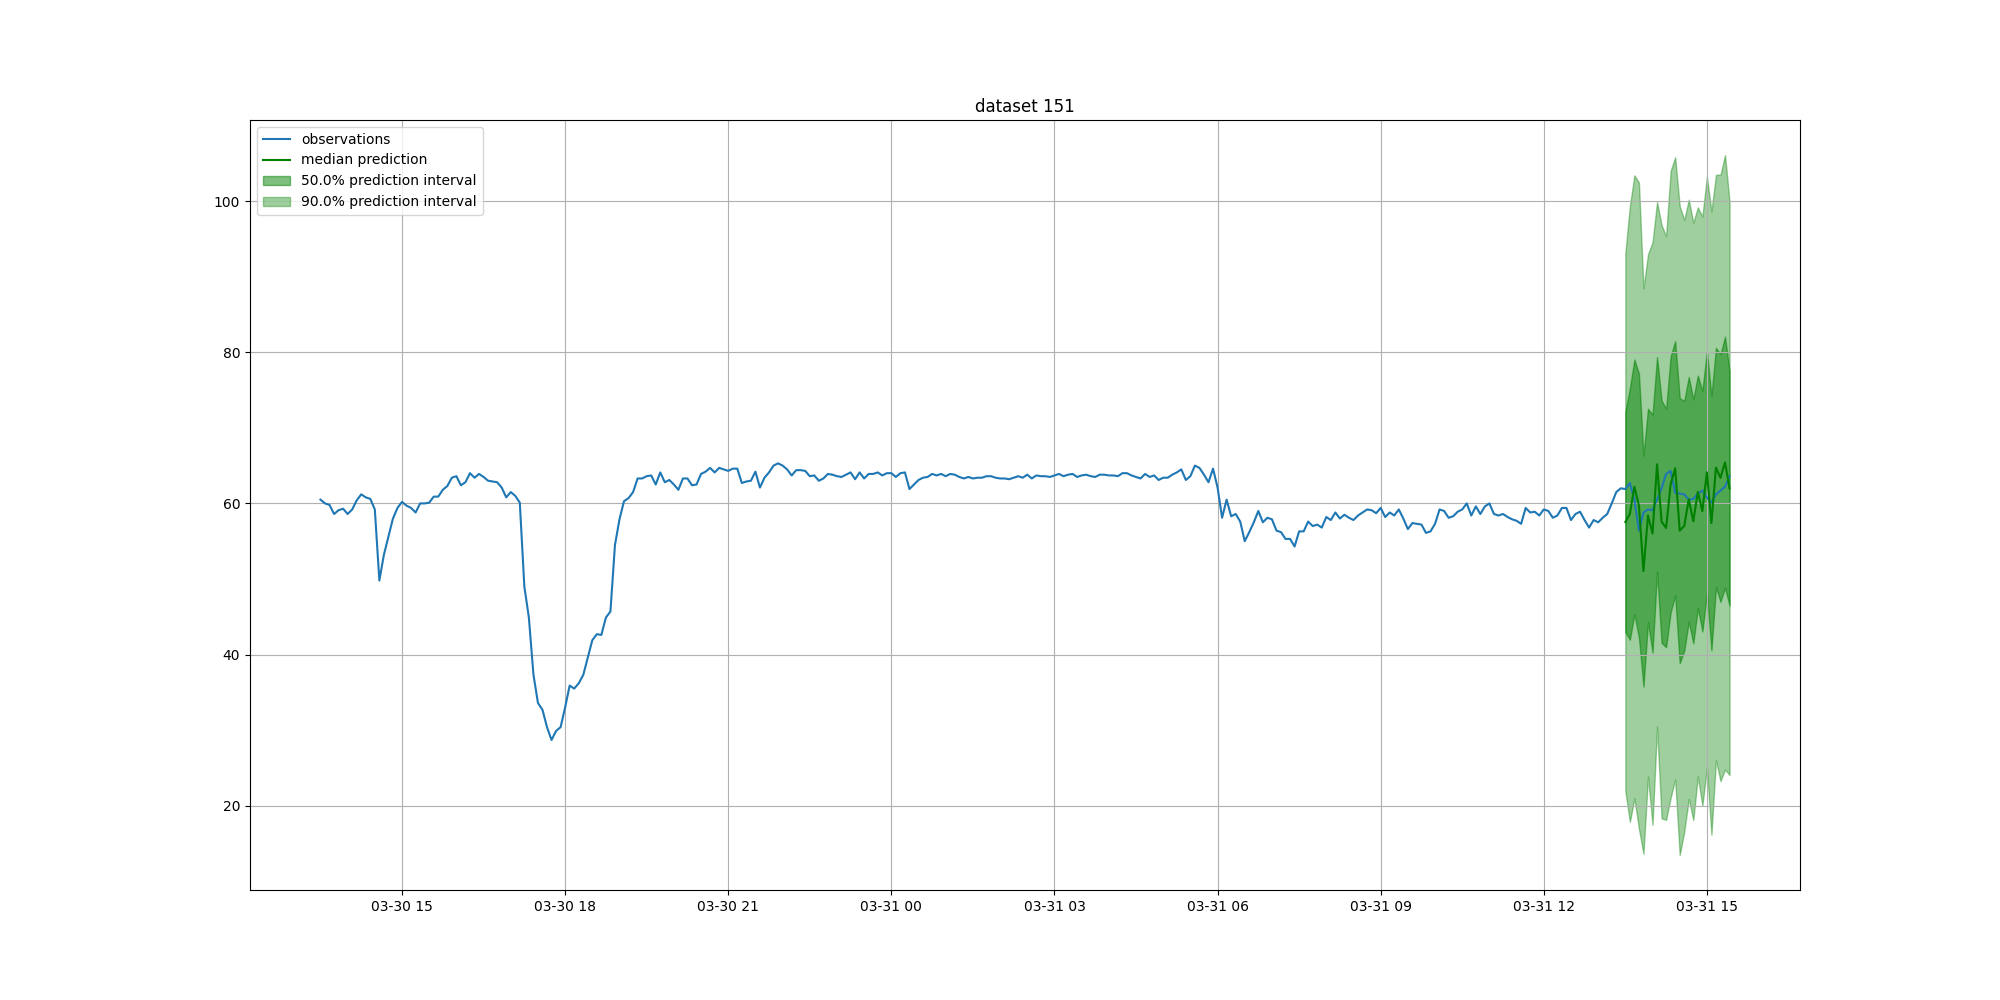 dataset 151
observations
median prediction
50.0% prediction interval
90.0% prediction interval
100
80
60
40
20
03-30 15
03-30 18
03-30 21
03-31 00
03-31 03
03-31 06
03-31 09
03-31 12
03-31 15